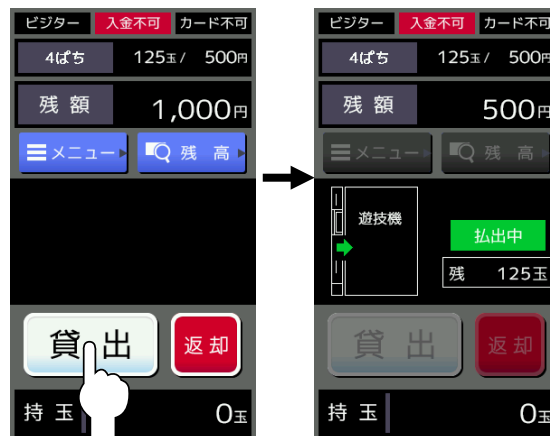 ビジター 入金不可 カード不可
4ぱち 125玉/ 500円
残 額 1,000円
メニュー 残 高
貸 出 返 却
持 玉 0玉
ビジター 入金不可 カード不可
4ぱち 125玉/ 500円
残 額 500円
メニュー 残 高
遊技機
払出中
残 125玉
貸 出 返 却
持 玉 0玉